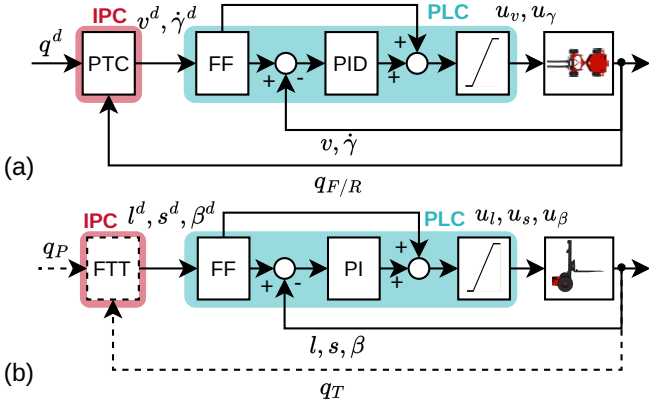 IPC v^d, γ̇^d PLC u_v, u_γ
q^d
PTC FF + - PID + + 
v, γ̇
(a)
q_{F/R}
IPC l^d, s^d, β^d PLC u_l, u_s, u_β
q_P
FTT FF + - PI + +
l, s, β
(b)
q_T